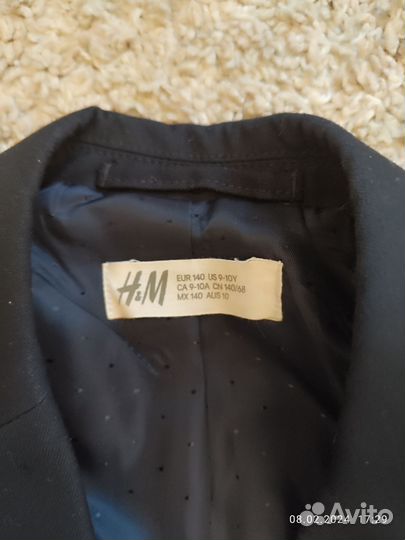 H&M
EUR 140 US 9-10Y
CA 9-10A CN 140/68
MX 140 AUS 10
08.02.2024 17:29
Avito